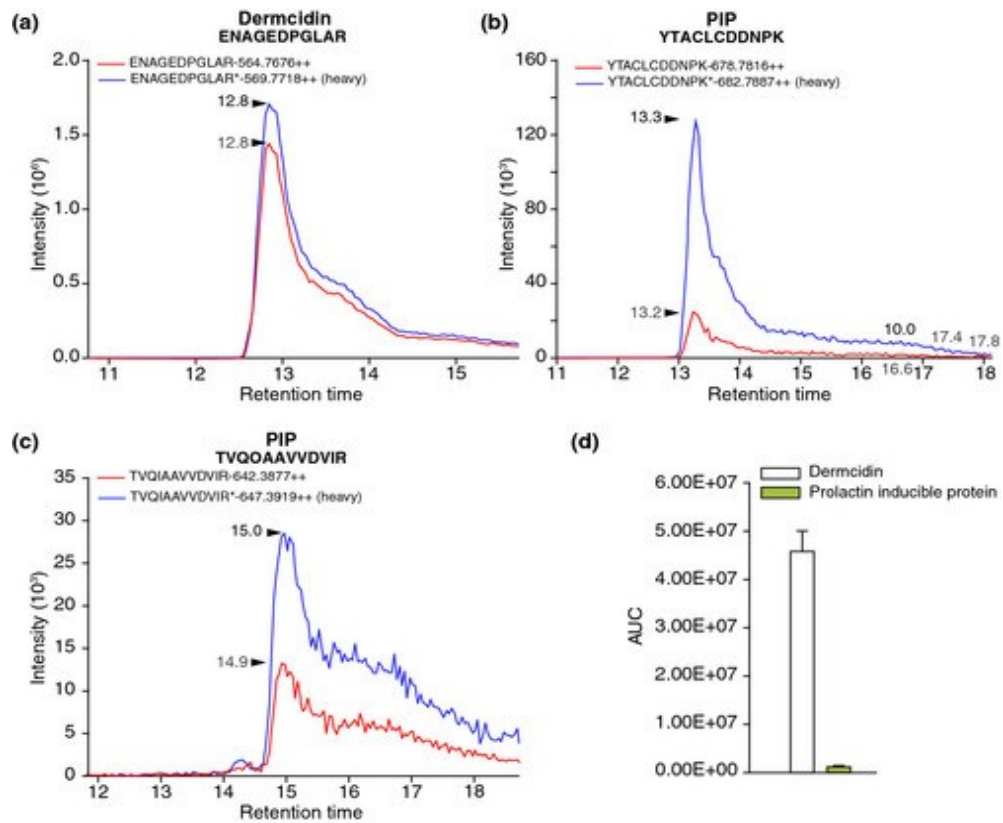 (a)
Dermcidin
ENAGEDPGLAR
ENAGEDPGLAR-564.7676++
ENAGEDPGLAR*-569.7718++ (heavy)
2.0
1.5
1.0
0.5
0.0
Intensity (10⁶)
12.8
12.8
11
12
13
14
15
Retention time
(b)
PIP
YTACLCDDNPK
YTACLCDDNPK-678.7816++
YTACLCDDNPK*-682.7887++ (heavy)
160
120
80
40
0
Intensity (10³)
13.3
13.2
10.0
17.4
17.8
16.6
11
12
13
14
15
16
17
18
Retention time
(c)
PIP
TVQOAAVVDVIR
TVQIAAVVDVIR-642.3877++
TVQIAAVVDVIR*-647.3919++ (heavy)
35
30
25
20
15
10
5
0
Intensity (10³)
15.0
14.9
12
13
14
15
16
17
18
Retention time
(d)
Dermcidin
Prolactin inducible protein
6.00E+07
5.00E+07
4.00E+07
5.00E+07
2.00E+07
1.00E+07
0.00E+00
AUC